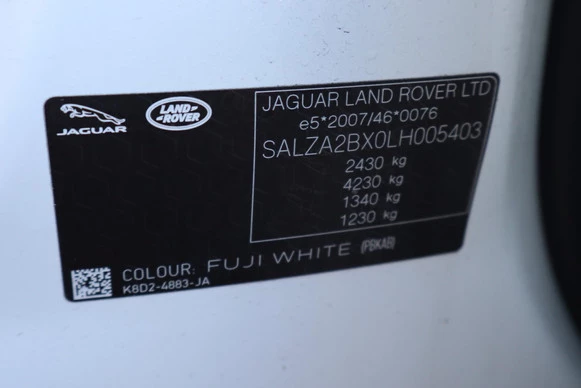 JAGUAR
LAND ROVER
JAGUAR LAND ROVER LTD
e5*2007/46*0076
SALZA2BX0LH005403
2430 kg
4230 kg
1340 kg
1230 kg
COLOUR: FUJI WHITE (PBKAB)
K8D2-4883-JA